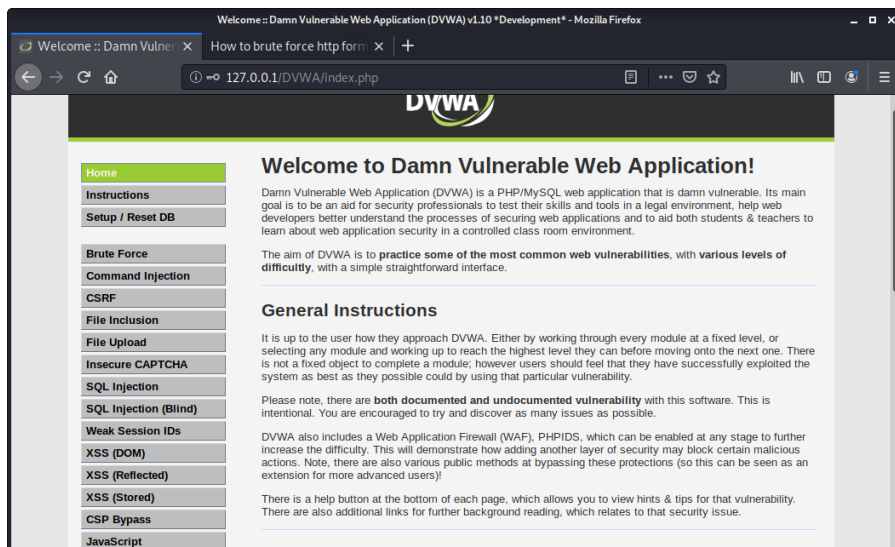 Welcome :: Damn Vulnerable Web Application (DVWA) v1.10 *Development* - Mozilla Firefox
Welcome :: Damn Vulner
How to brute force http form
127.0.0.1/DVWA/index.php
DVWA
Home
Instructions
Setup / Reset DB
Brute Force
Command Injection
CSRF
File Inclusion
File Upload
Insecure CAPTCHA
SQL Injection
SQL Injection (Blind)
Weak Session IDs
XSS (DOM)
XSS (Reflected)
XSS (Stored)
CSP Bypass
JavaScript
Welcome to Damn Vulnerable Web Application!
Damn Vulnerable Web Application (DVWA) is a PHP/MySQL web application that is damn vulnerable. Its main
goal is to be an aid for security professionals to test their skills and tools in a legal environment, help web
developers better understand the processes of securing web applications and to aid both students & teachers to
learn about web application security in a controlled class room environment.
The aim of DVWA is to practice some of the most common web vulnerabilities, with various levels of
difficultly, with a simple straightforward interface.
General Instructions
It is up to the user how they approach DVWA. Either by working through every module at a fixed level, or
selecting any module and working up to reach the highest level they can before moving onto the next one. There
is not a fixed object to complete a module; however users should feel that they have successfully exploited the
system as best as they possible could by using that particular vulnerability.
Please note, there are both documented and undocumented vulnerability with this software. This is
intentional. You are encouraged to try and discover as many issues as possible.
DVWA also includes a Web Application Firewall (WAF), PHPIDS, which can be enabled at any stage to further
increase the difficulty. This will demonstrate how adding another layer of security may block certain malicious
actions. Note, there are also various public methods at bypassing these protections (so this can be seen as an
extension for more advanced users)!
There is a help button at the bottom of each page, which allows you to view hints & tips for that vulnerability.
There are also additional links for further background reading, which relates to that security issue.